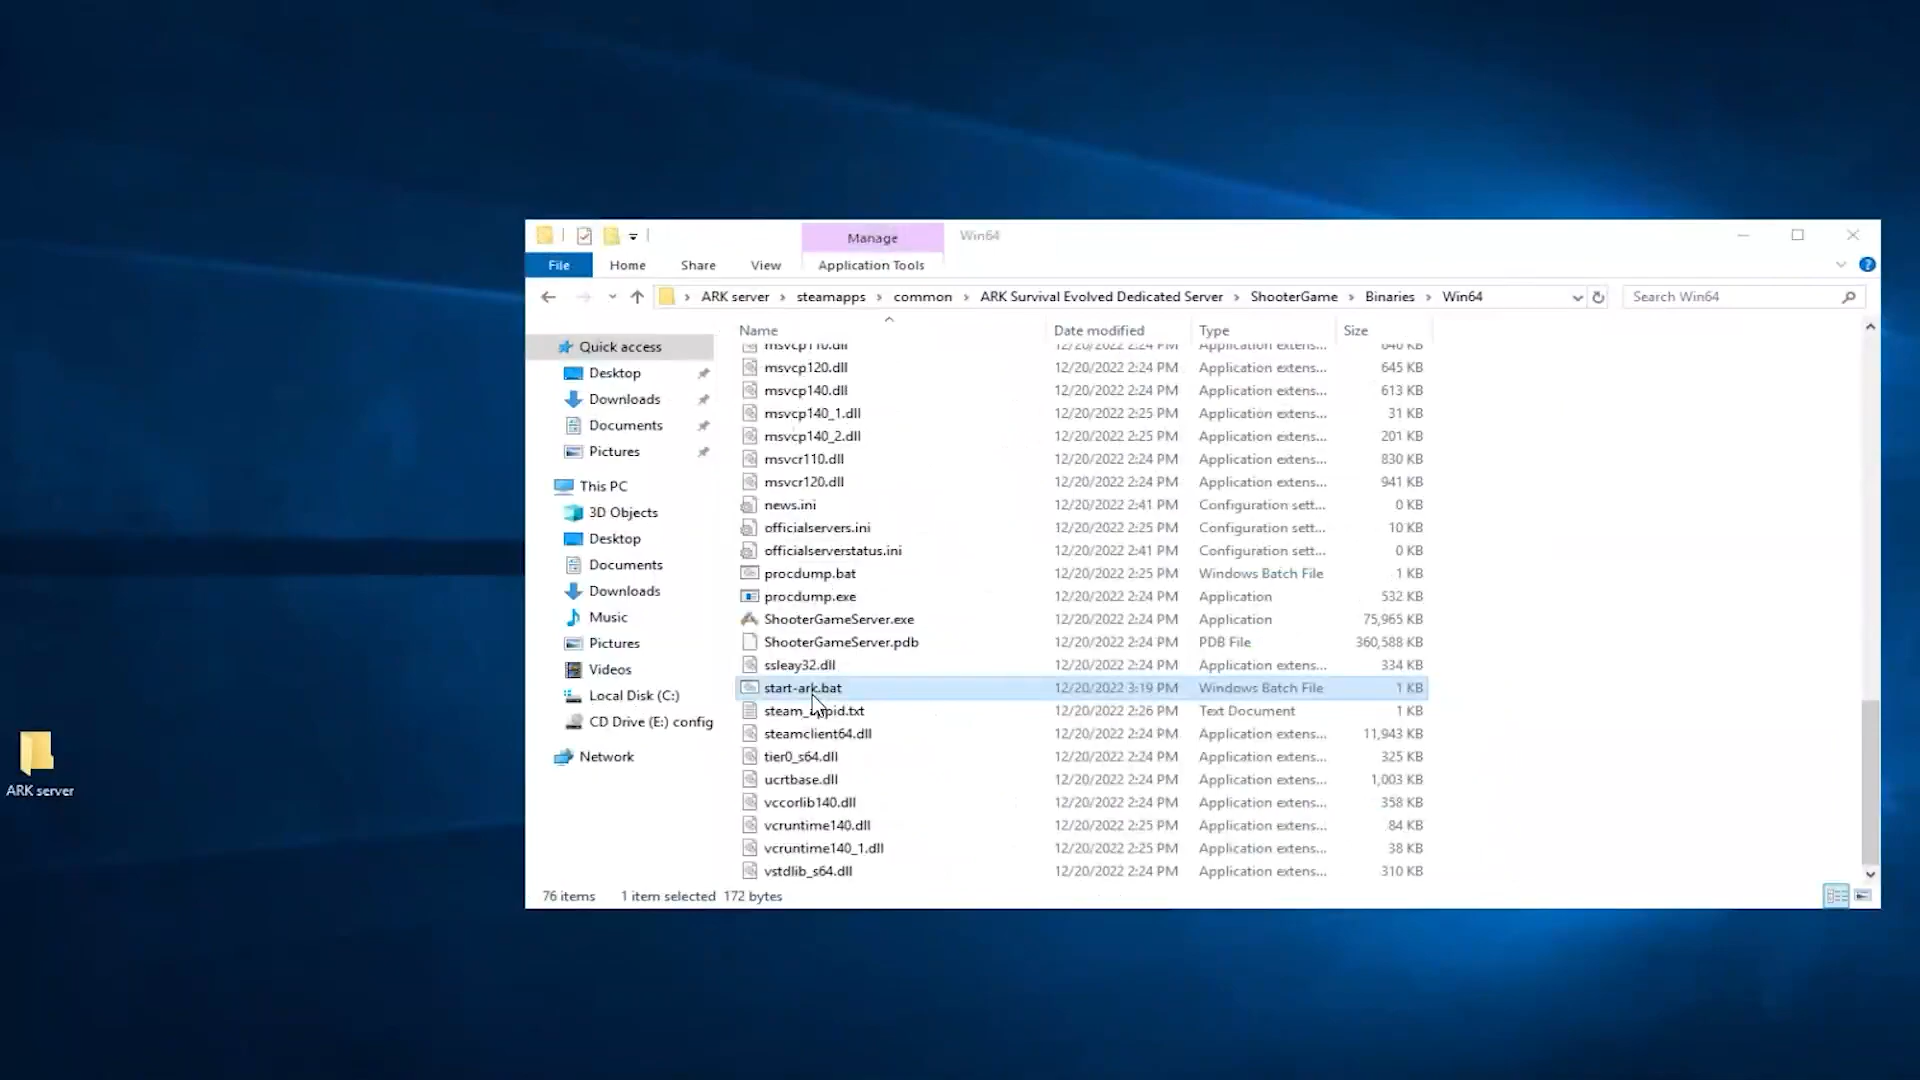 Manage
Win64
File
Home
Share
View
Application Tools
ARK server
steamapps
common
ARK Survival Evolved Dedicated Server
ShooterGame
Binaries
Win64
Search Win64
Name
Date modified
Type
Size
Quick access
Desktop
Downloads
Documents
Pictures
This PC
3D Objects
Desktop
Documents
Downloads
Music
Pictures
Videos
Local Disk (C:)
CD Drive (E:) config
Network
msvcp110.dll 12/20/2022 2:24 PM Application extens... 640 KB
msvcp120.dll 12/20/2022 2:24 PM Application extens... 645 KB
msvcp140.dll 12/20/2022 2:24 PM Application extens... 613 KB
msvcp140_1.dll 12/20/2022 2:25 PM Application extens... 31 KB
msvcp140_2.dll 12/20/2022 2:25 PM Application extens... 201 KB
msvcr110.dll 12/20/2022 2:24 PM Application extens... 830 KB
msvcr120.dll 12/20/2022 2:24 PM Application extens... 941 KB
news.ini 12/20/2022 2:41 PM Configuration sett... 0 KB
officialservers.ini 12/20/2022 2:25 PM Configuration sett... 10 KB
officialserverstatus.ini 12/20/2022 2:41 PM Configuration sett... 0 KB
procdump.bat 12/20/2022 2:25 PM Windows Batch File 1 KB
procdump.exe 12/20/2022 2:24 PM Application 532 KB
ShooterGameServer.exe 12/20/2022 2:24 PM Application 75,965 KB
ShooterGameServer.pdb 12/20/2022 2:24 PM PDB File 360,588 KB
ssleay32.dll 12/20/2022 2:24 PM Application extens... 334 KB
start-ark.bat 12/20/2022 3:19 PM Windows Batch File 1 KB
12/20/2022 2:26 PM Text Document 1 KB
steamclient64.dll 12/20/2022 2:24 PM Application extens... 11,943 KB
tier0_s64.dll 12/20/2022 2:24 PM Application extens... 325 KB
ucrtbase.dll 12/20/2022 2:24 PM Application extens... 1,003 KB
vccorlib140.dll 12/20/2022 2:24 PM Application extens... 358 KB
vcruntime140.dll 12/20/2022 2:25 PM Application extens... 84 KB
vcruntime140_1.dll 12/20/2022 2:25 PM Application extens... 38 KB
vstdlib_s64.dll 12/20/2022 2:24 PM Application extens... 310 KB
76 items 1 item selected 172 bytes
ARK server